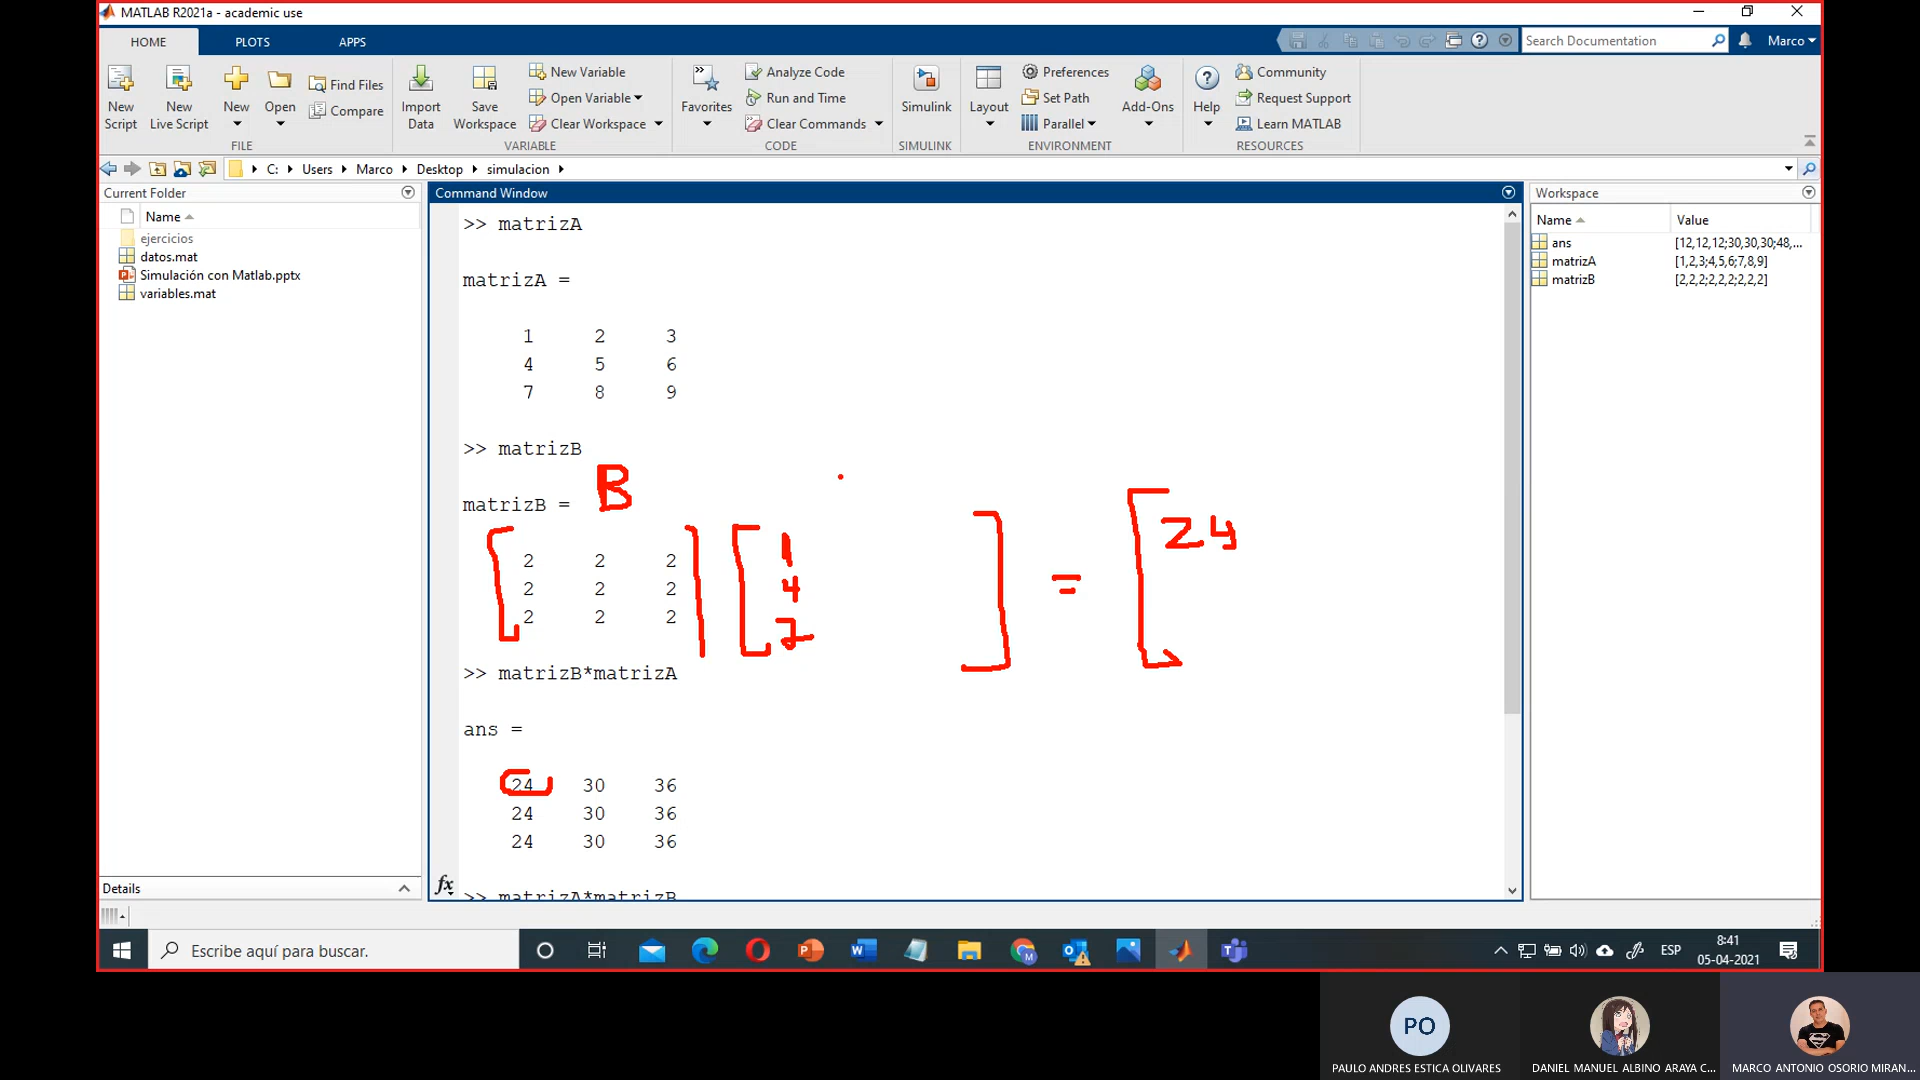 MATLAB R2021a - academic use
HOME PLOTS APPS
Search Documentation
Marco
New Script
New Live Script
New
Open
Find Files
Compare
Import Data
Save Workspace
New Variable
Open Variable
Clear Workspace
Favorites
Analyze Code
Run and Time
Clear Commands
Simulink
Layout
Preferences
Set Path
Parallel
Add-Ons
Help
Community
Request Support
Learn MATLAB
FILE VARIABLE CODE SIMULINK ENVIRONMENT RESOURCES
C: Users Marco Desktop simulacion
Current Folder
Name
ejercicios
datos.mat
Simulación con Matlab.pptx
variables.mat
Details
Command Window
>> matrizA
matrizA =
1 2 3
4 5 6
7 8 9
>> matrizB
matrizB =
B
2 2 2
2 2 2
2 2 2
1
4
7
=
24
>> matrizB*matrizA
ans =
24 30 36
24 30 36
24 30 36
>> matrizA*matrizB
fx
Workspace
Name Value
ans [12,12,12;30,30,30;48,...
matrizA [1,2,3;4,5,6;7,8,9]
matrizB [2,2,2;2,2,2;2,2,2]
Escribe aquí para buscar.
ESP
8:41
05-04-2021
PO
PAULO ANDRES ESTICA OLIVARES
DANIEL MANUEL ALBINO ARAYA C...
MARCO ANTONIO OSORIO MIRAN...